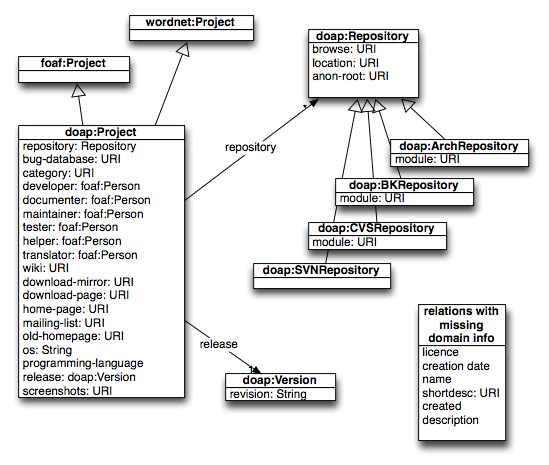 wordnet:Project
foaf:Project
doap:Project
repository: Repository
bug-database: URI
category: URI
developer: foaf:Person
documenter: foaf:Person
maintainer: foaf:Person
tester: foaf:Person
helper: foaf:Person
translator: foaf:Person
wiki: URI
download-mirror: URI
download-page: URI
home-page: URI
mailing-list: URI
old-homepage: URI
os: String
programming-language
release: doap:Version
screenshots: URI
repository
*
release
doap:Repository
browse: URI
location: URI
anon-root: URI
doap:ArchRepository
module: URI
doap:BKRepository
module: URI
doap:CVSRepository
module: URI
doap:SVNRepository
doap:Version
revision: String
relations with
missing
domain info
licence
creation date
name
shortdesc: URI
created
description